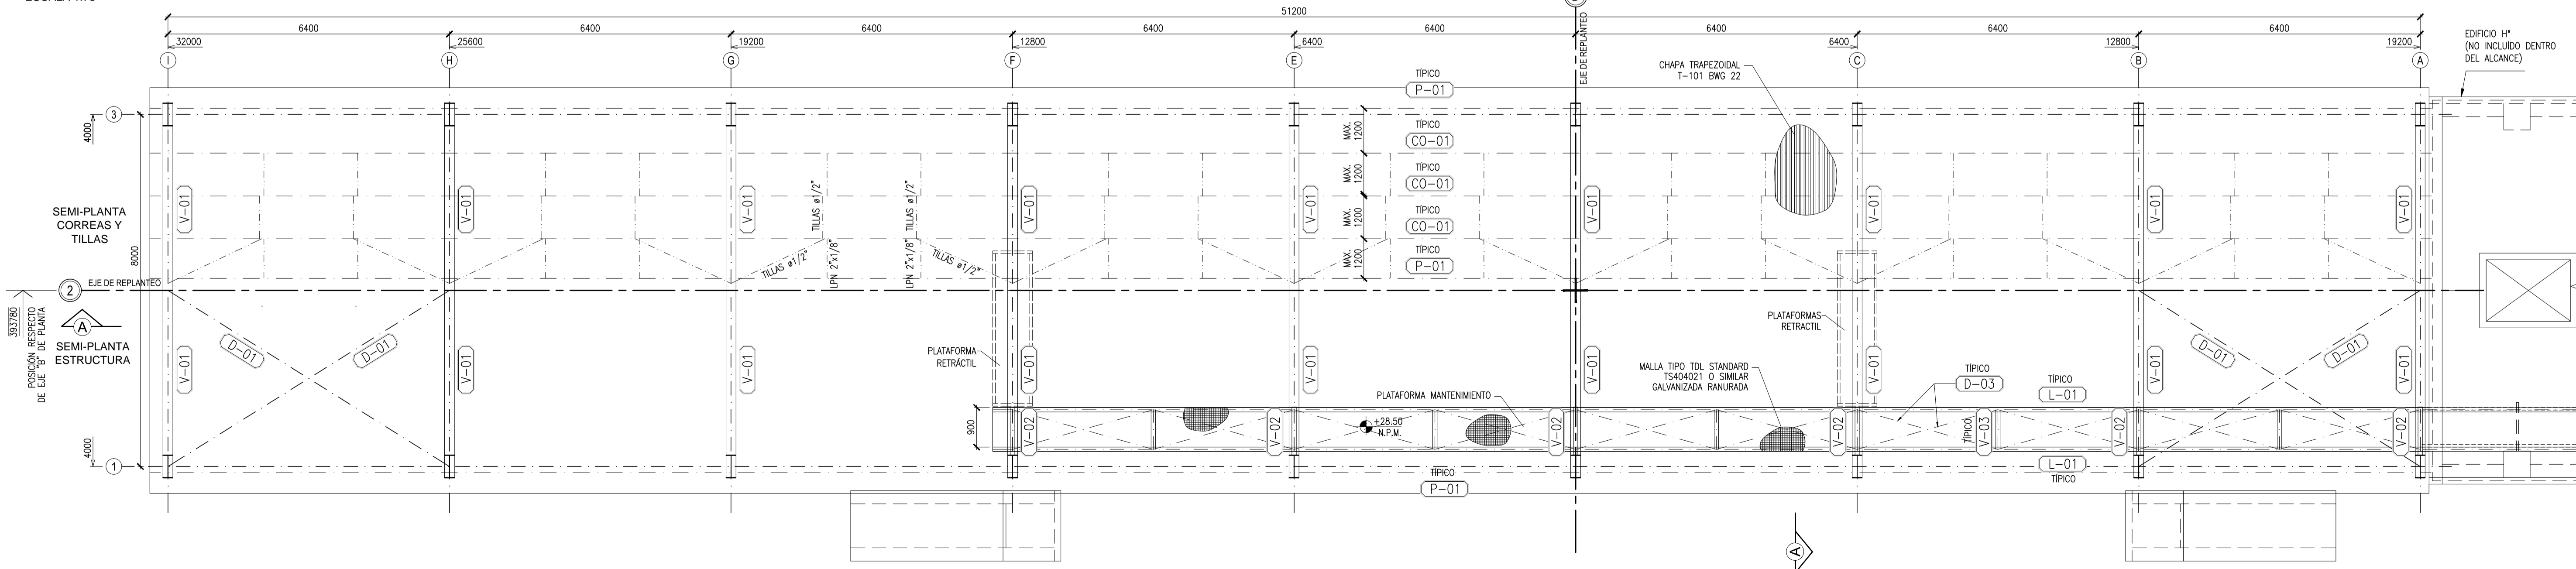 51200
6400 6400 6400 6400 6400 6400 6400 6400
32000 25600 19200 12800 6400 6400 12800 19200
I H G F E C B A
EJE DE REPLANTEO
EDIFICIO Hº
(NO INCLUÍDO DENTRO
DEL ALCANCE)
CHAPA TRAPEZOIDAL
T-101 BWG 22
TÍPICO
P-01
3
4000
8000
MAX.
1200
TÍPICO
CO-01
MAX.
1200
TÍPICO
CO-01
MAX.
1200
TÍPICO
CO-01
MAX.
1200
TÍPICO
P-01
SEMI-PLANTA
CORREAS Y
TILLAS
V-01 V-01 V-01 V-01 V-01 V-01 V-01 V-01 V-01
TILLAS ø1/2"
TILLAS ø1/2"
TILLAS ø1/2"
LPN 2"x1/8"
LPN 2"x1/8"
TILLAS ø1/2"
2
EJE DE REPLANTEO
393780
POSICIÓN RESPECTO
DE EJE "B" DE PLANTA
A
SEMI-PLANTA
ESTRUCTURA
D-01 D-01
V-01 V-01 V-01 V-01 V-01 V-01 V-01 V-01 V-01
D-01 D-01
PLATAFORMA
RETRÁCTIL
PLATAFORMAS
RETRACTIL
MALLA TIPO TDL STANDARD
TS404021 O SIMILAR
GALVANIZADA RANURADA
PLATAFORMA MANTENIMIENTO
TÍPICO
D-03
TÍPICO
L-01
900
+28.50
N.P.M.
V-02 V-02 V-02 V-02 V-02 V-02
TÍPICO
V-03
4000
1
TÍPICO
P-01
L-01
TÍPICO
A